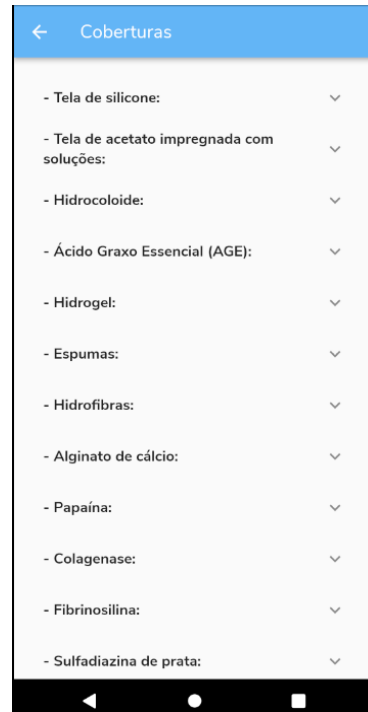 Coberturas
- Tela de silicone:
- Tela de acetato impregnada com
soluções:
- Hidrocoloide:
- Ácido Graxo Essencial (AGE):
- Hidrogel:
- Espumas:
- Hidrofibras:
- Alginato de cálcio:
- Papaína:
- Colagenase:
- Fibrinosilina:
- Sulfadiazina de prata: